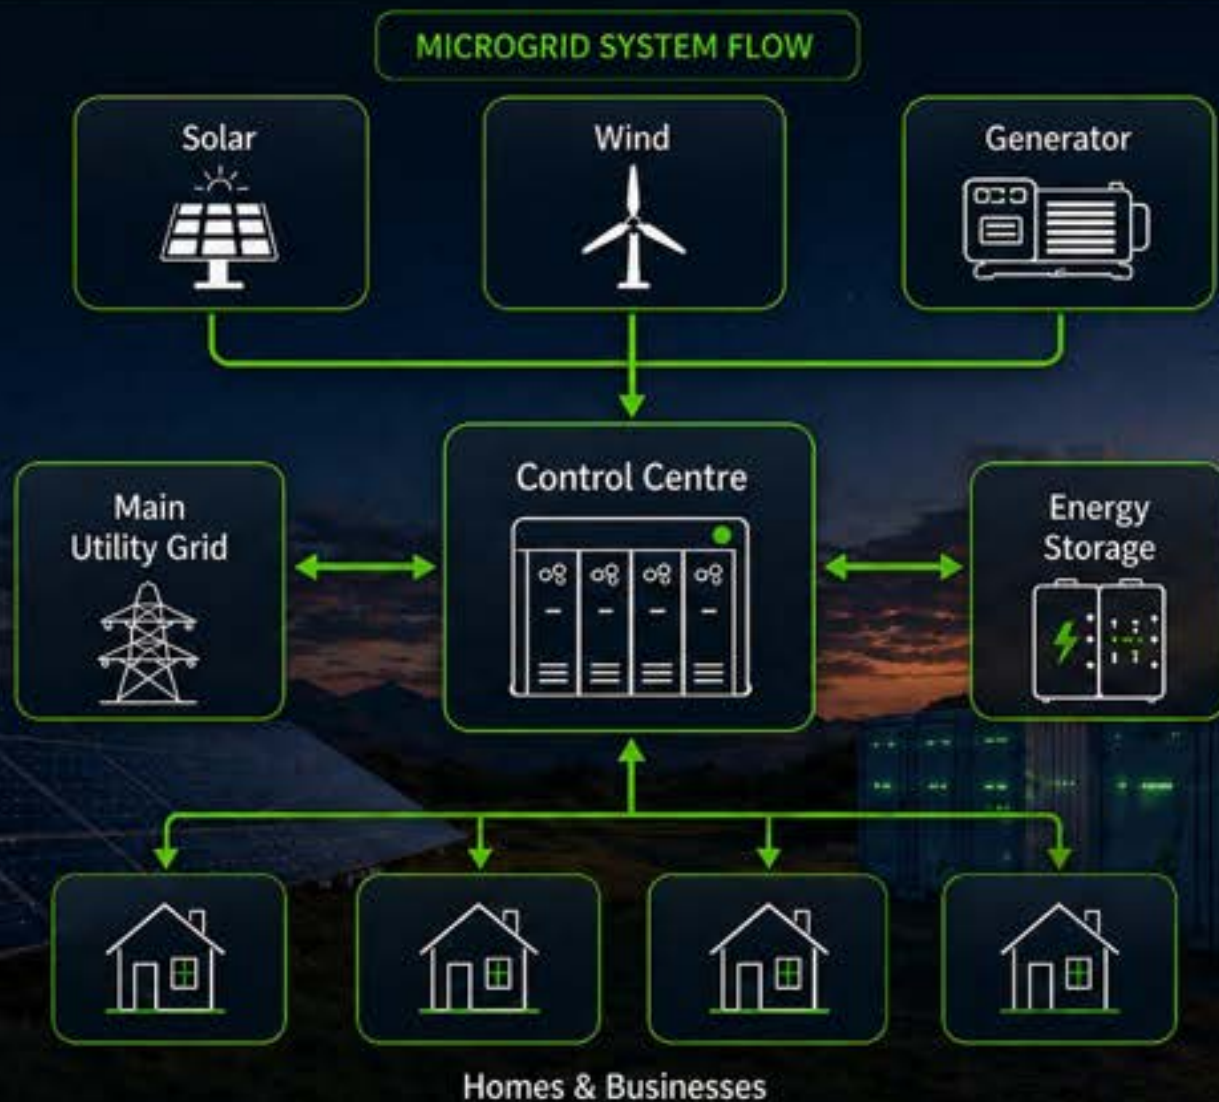 MICROGRID SYSTEM FLOW
Solar
Wind
Generator
Main
Utility Grid
Control Centre
Energy
Storage
Homes & Businesses